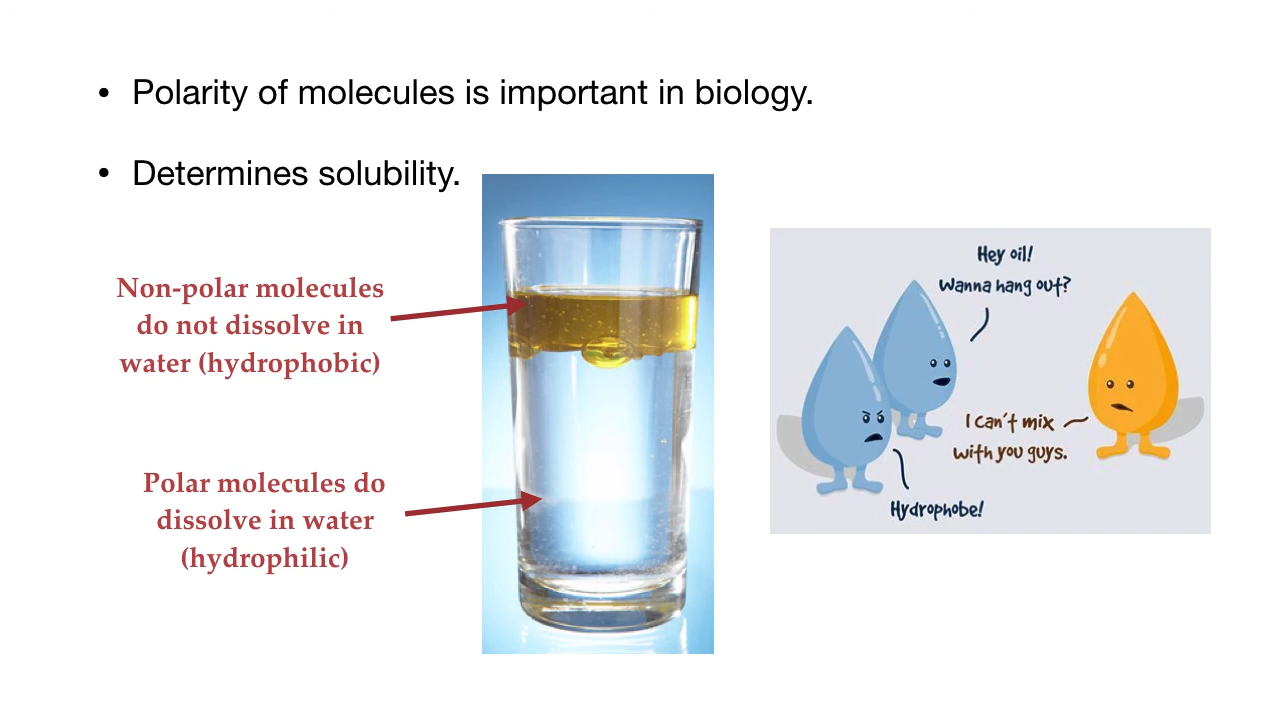 • Polarity of molecules is important in biology.
• Determines solubility.
Non-polar molecules
do not dissolve in
water (hydrophobic)
Polar molecules do
dissolve in water
(hydrophilic)
Hey oil!
Wanna hang out?
I can't mix
with you guys.
Hydrophobe!